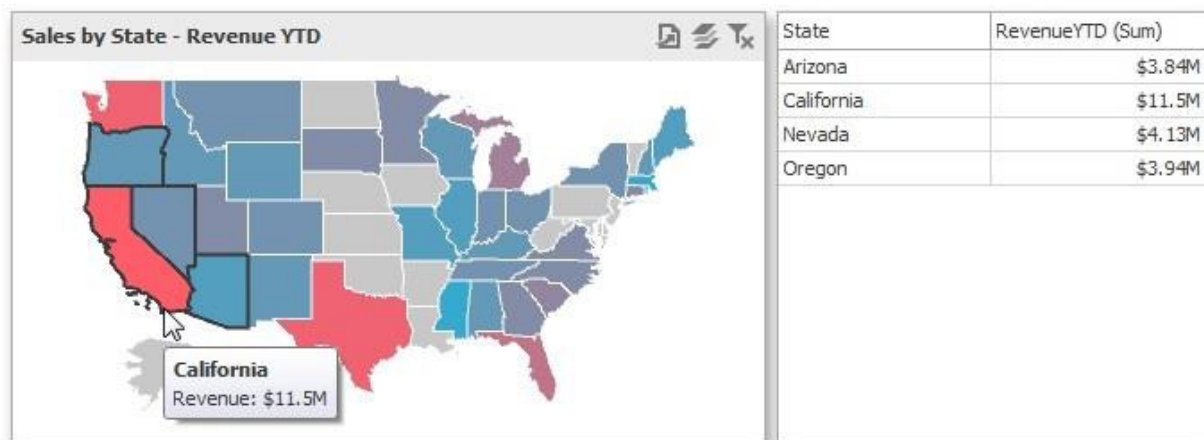 Sales by State - Revenue YTD
California
Revenue: $11.5M
State RevenueYTD (Sum)
Arizona $3.84M
California $11.5M
Nevada $4.13M
Oregon $3.94M